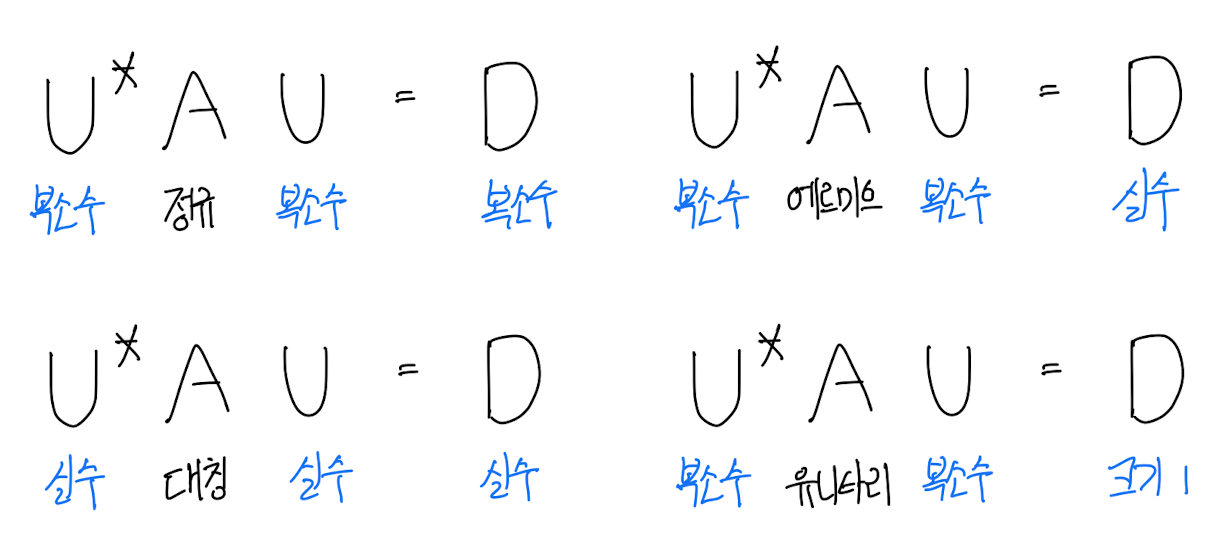 U* A U = D U* A U = D
복소수 정규 복소수 복소수 복소수 에르미트 복소수 실수
U* A U = D U* A U = D
실수 대칭 실수 실수 복소수 유니타리 복소수 크기 1